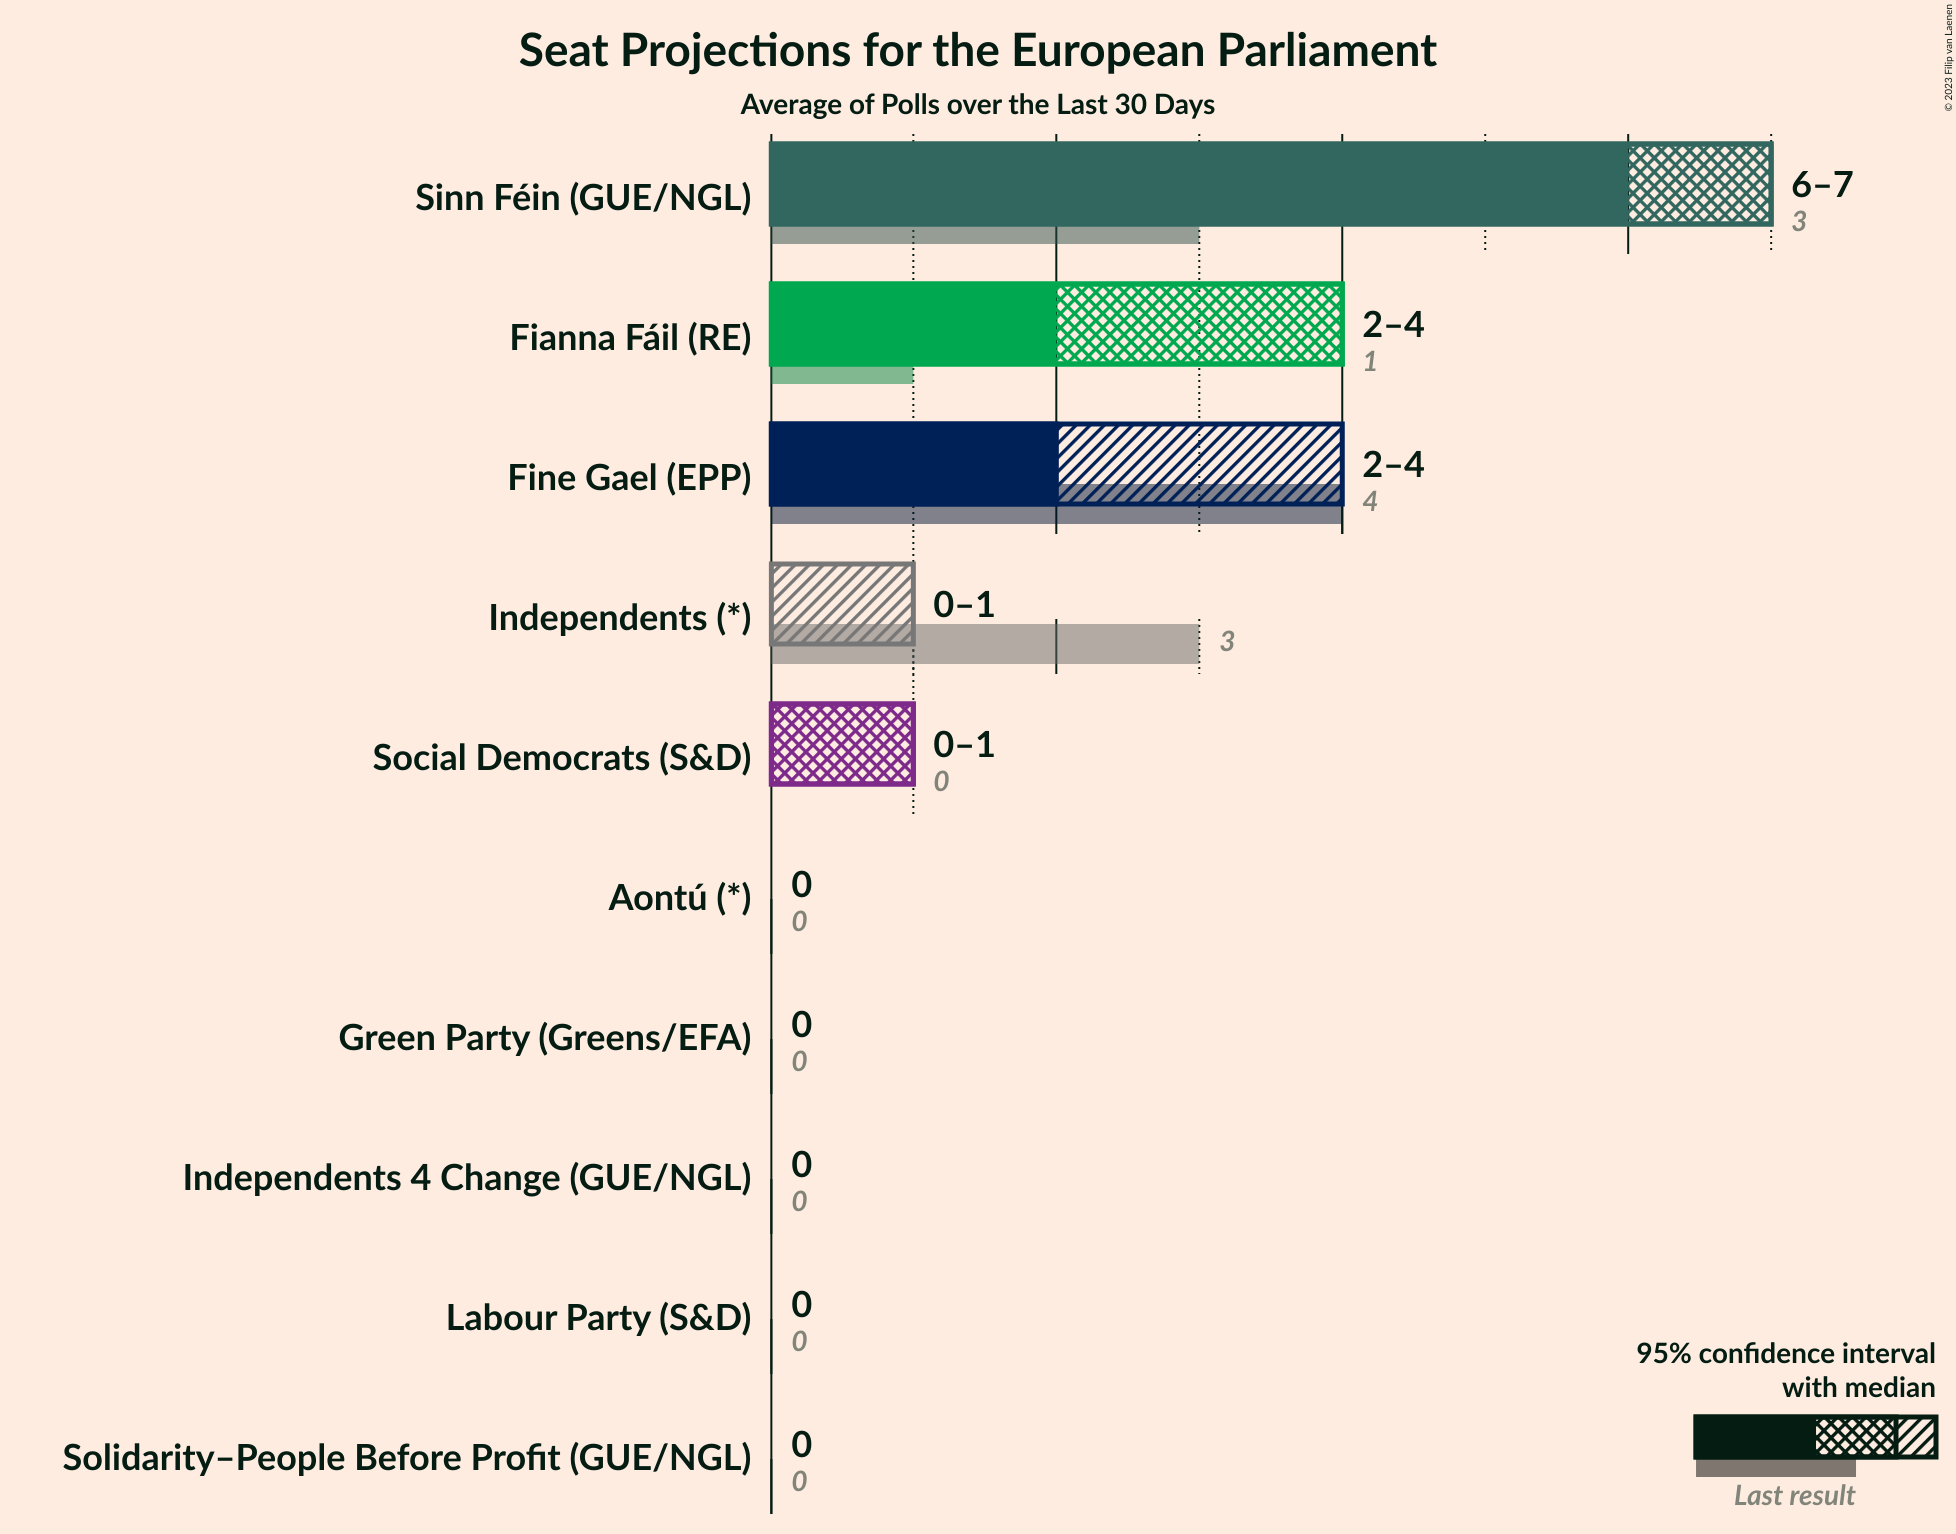 Seat Projections for the European Parliament
Average of Polls over the Last 30 Days
© 2023 Filip van Laenen
Sinn Féin (GUE/NGL)
6–7
3
Fianna Fáil (RE)
2–4
1
Fine Gael (EPP)
2–4
4
Independents (*)
0–1
3
Social Democrats (S&D)
0–1
0
Aontú (*)
0
0
Green Party (Greens/EFA)
0
0
Independents 4 Change (GUE/NGL)
0
0
Labour Party (S&D)
0
0
Solidarity–People Before Profit (GUE/NGL)
0
0
95% confidence interval
with median
Last result